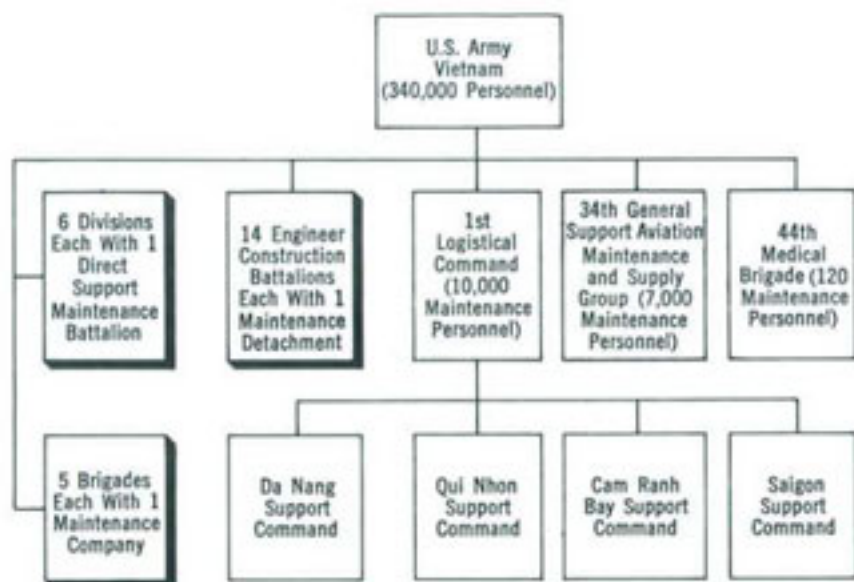 U.S. Army
Vietnam
(340,000 Personnel)
6 Divisions
Each With 1
Direct
Support
Maintenance
Battalion
14 Engineer
Construction
Battalions
Each With 1
Maintenance
Detachment
1st
Logistical
Command
(10,000
Maintenance
Personnel)
34th General
Support Aviation
Maintenance
and Supply
Group (7,000
Maintenance
Personnel)
44th
Medical
Brigade (120
Maintenance
Personnel)
5 Brigades
Each With 1
Maintenance
Company
Da Nang
Support
Command
Qui Nhon
Support
Command
Cam Ranh
Bay Support
Command
Saigon
Support
Command